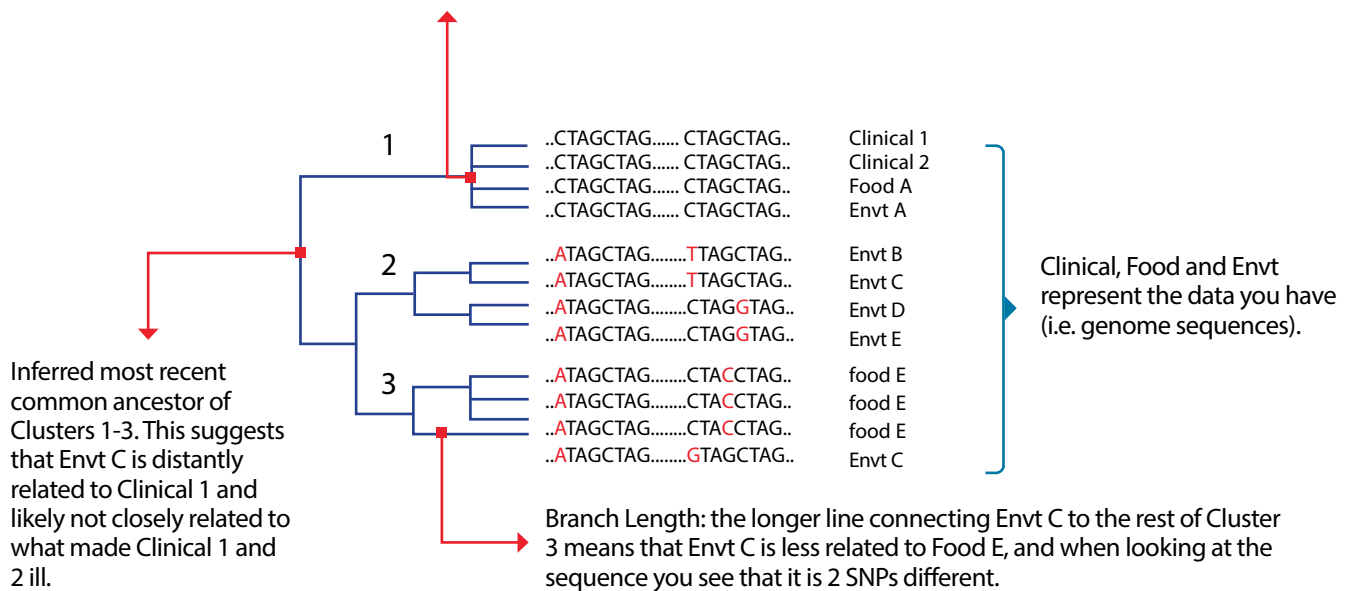 1
..CTAGCTAG...... CTAGCTAG.. Clinical 1
..CTAGCTAG...... CTAGCTAG.. Clinical 2
..CTAGCTAG...... CTAGCTAG.. Food A
..CTAGCTAG...... CTAGCTAG.. Envt A
2
..ATAGCTAG........TTAGCTAG.. Envt B
..ATAGCTAG........TTAGCTAG.. Envt C
..ATAGCTAG........CTAGGTAG.. Envt D
..ATAGCTAG........CTAGGTAG.. Envt E
3
..ATAGCTAG........CTACCTAG.. food E
..ATAGCTAG........CTACCTAG.. food E
..ATAGCTAG........CTACCTAG.. food E
..ATAGCTAG........GTAGCTAG.. Envt C
Clinical, Food and Envt
represent the data you have
(i.e. genome sequences).
Inferred most recent
common ancestor of
Clusters 1-3. This suggests
that Envt C is distantly
related to Clinical 1 and
likely not closely related to
what made Clinical 1 and
2 ill.
Branch Length: the longer line connecting Envt C to the rest of Cluster
3 means that Envt C is less related to Food E, and when looking at the
sequence you see that it is 2 SNPs different.